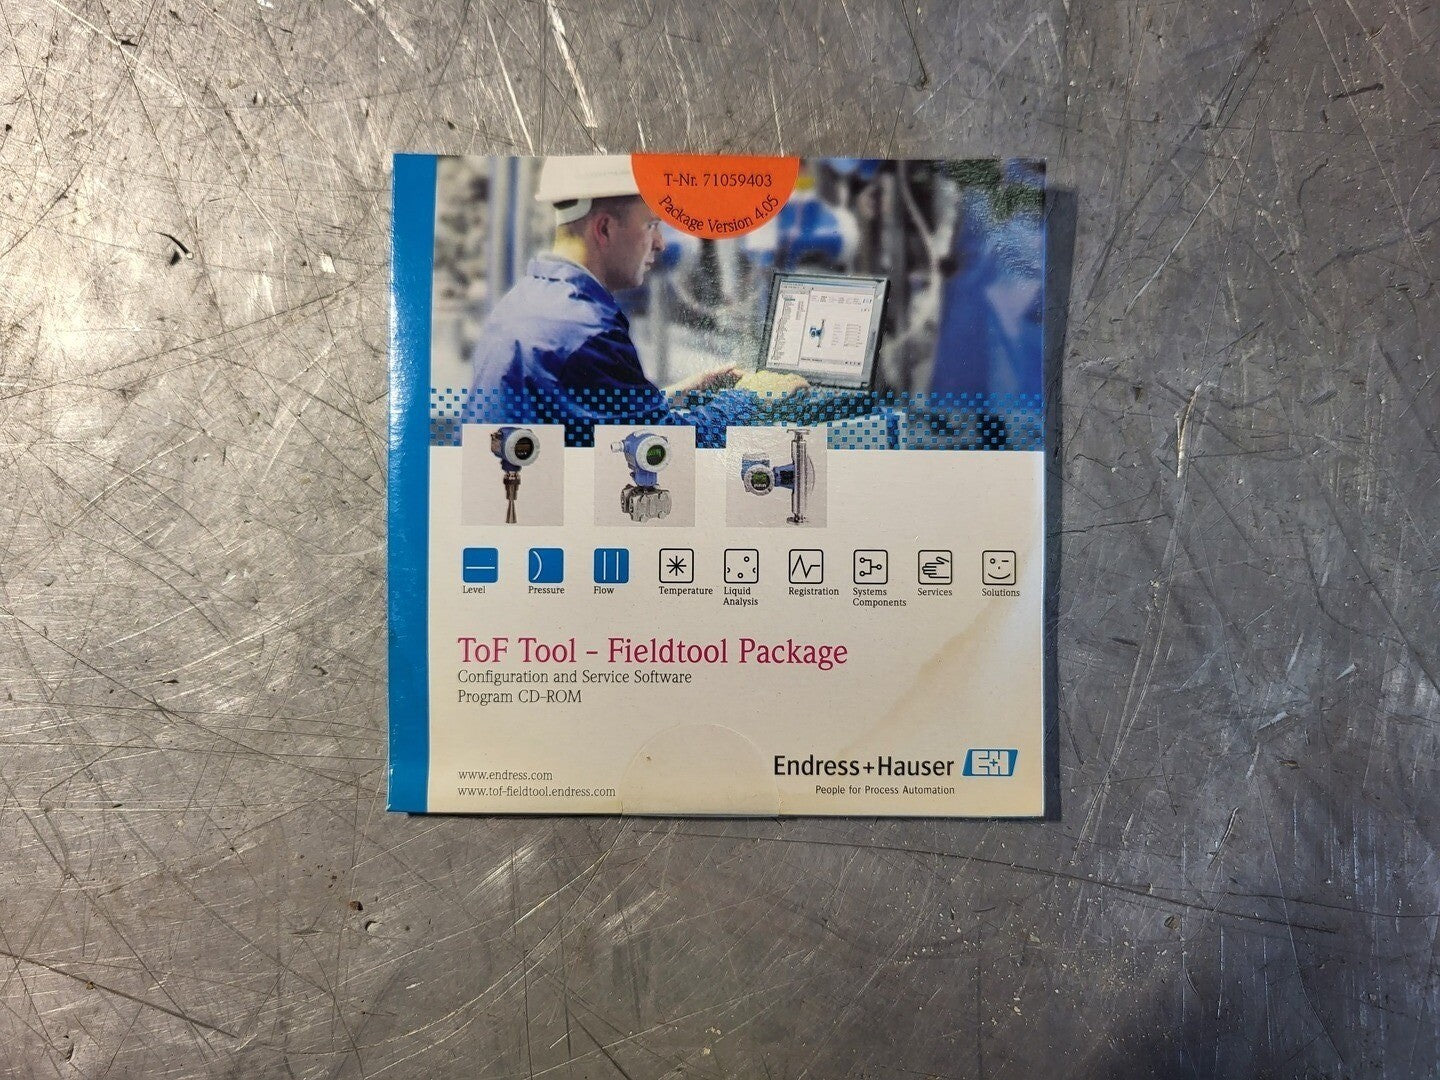 T-Nr. 71059403
Package Version 4.05
Level
Pressure
Flow
Temperature
Liquid
Analysis
Registration
Systems
Components
Services
Solutions
ToF Tool - Fieldtool Package
Configuration and Service Software
Program CD-ROM
www.endress.com
www.tof-fieldtool.endress.com
Endress+Hauser
E+H
People for Process Automation